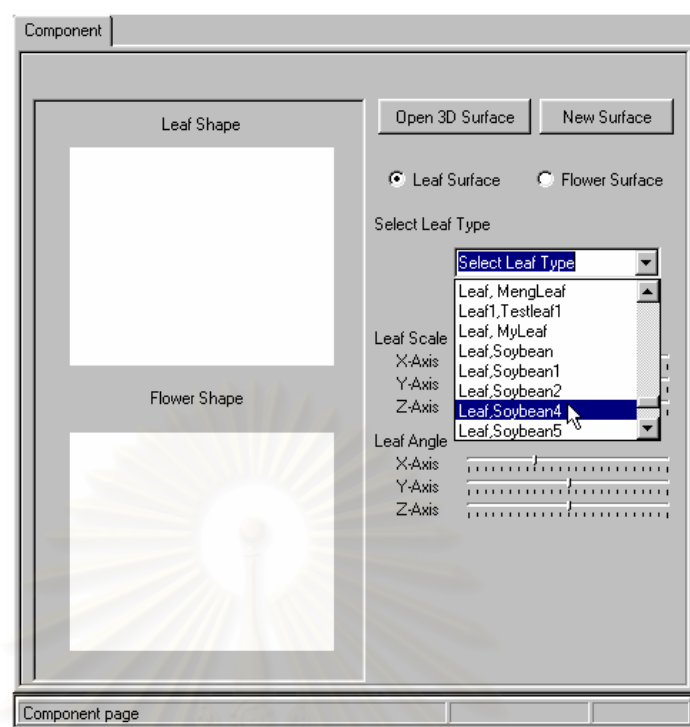 Component
Leaf Shape
Flower Shape
Open 3D Surface New Surface
Leaf Surface Flower Surface
Select Leaf Type
Select Leaf Type
Leaf, MengLeaf
Leaf1,Testleaf1
Leaf, MyLeaf
Leaf,Soybean
Leaf,Soybean1
Leaf,Soybean2
Leaf,Soybean4
Leaf,Soybean5
Leaf Scale
X-Axis
Y-Axis
Z-Axis
Leaf Angle
X-Axis
Y-Axis
Z-Axis
Component page